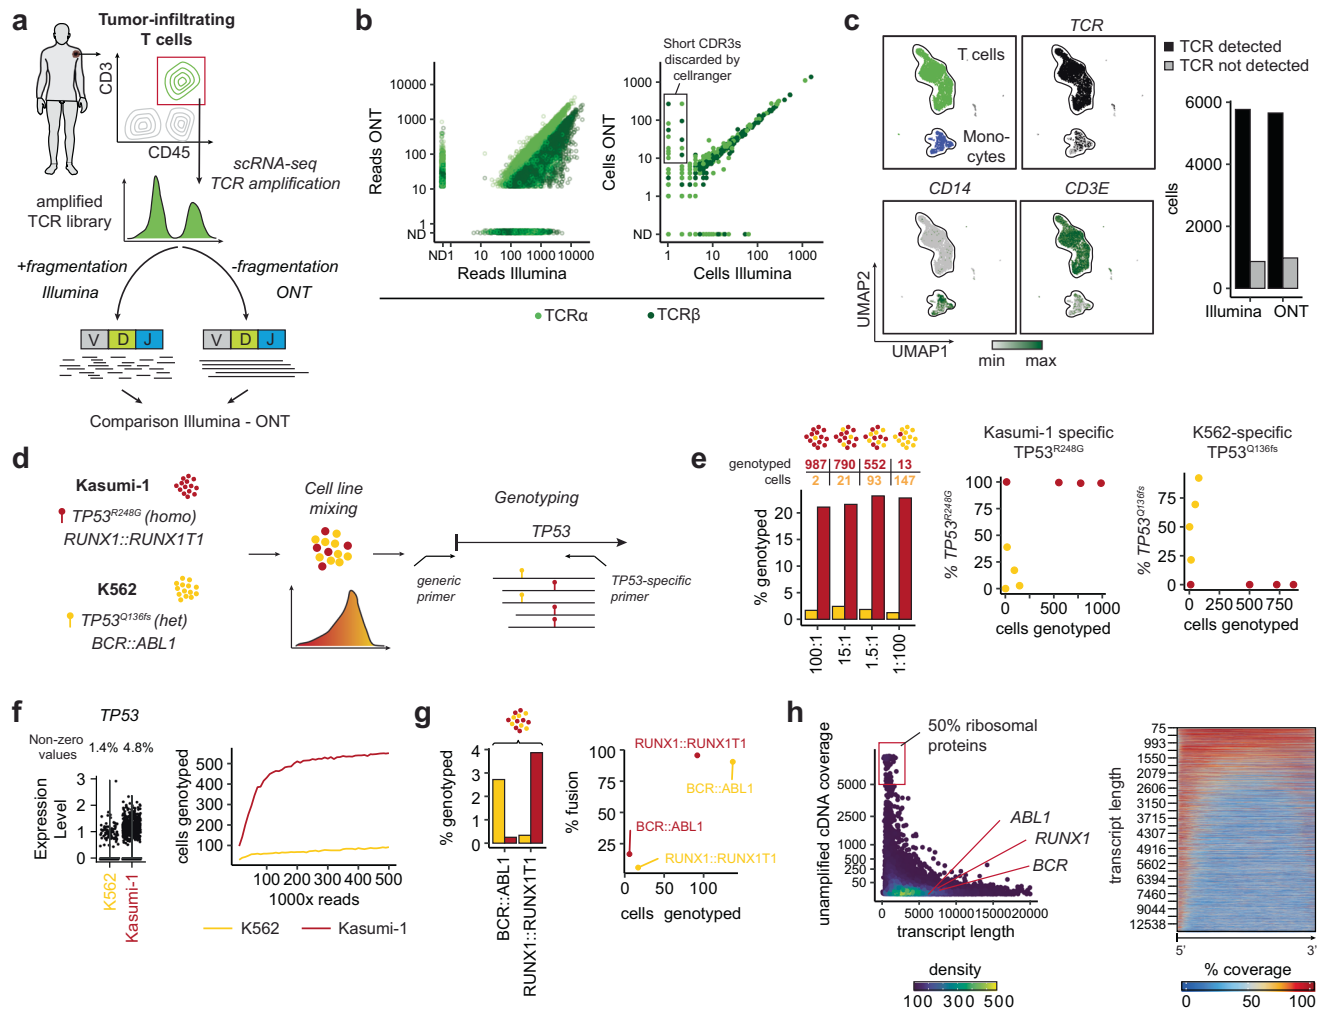 a
Tumor-infiltrating
T cells
CD3
CD45
scRNA-seq
TCR amplification
amplified
TCR library
+fragmentation
Illumina
-fragmentation
ONT
V D J
V D J
Comparison Illumina - ONT
b
Reads ONT
10000
1000
100
10
1
ND
ND1 10 100 1000 10000
Reads Illumina
Short CDR3s
discarded by
cellranger
Cells ONT
1000
100
10
1
ND
1 10 100 1000
Cells Illumina
TCRα
TCRβ
c
T cells
Mono-
cytes
TCR
CD14
CD3E
UMAP2
UMAP1
min max
TCR detected
TCR not detected
cells
6000
4000
2000
0
Illumina ONT
d
Kasumi-1
TP53R248G (homo)
RUNX1::RUNX1T1
K562
TP53Q136fs (het)
BCR::ABL1
Cell line
mixing
Genotyping
TP53
generic
primer
TP53-specific
primer
e
genotyped
cells
987 790 552 13
2 21 93 147
% genotyped
20
15
10
5
0
100:1
15:1
1.5:1
1:100
Kasumi-1 specific
TP53R248G
% TP53R248G
100
75
50
25
0
0 500 1000
cells genotyped
K562-specific
TP53Q136fs
% TP53Q136fs
75
50
25
0
0 250 500 750
cells genotyped
f
TP53
Non-zero
values
1.4% 4.8%
Expression
Level
3
2
1
0
K562
Kasumi-1
cells genotyped
500
400
300
200
100
100 200 300 400 500
1000x reads
K562
Kasumi-1
g
% genotyped
4
3
2
1
0
BCR::ABL1
RUNX1::RUNX1T1
% fusion
100
75
50
25
RUNX1::RUNX1T1
BCR::ABL1
BCR::ABL1
RUNX1::RUNX1T1
0 50 100
cells genotyped
h
50% ribosomal
proteins
unamplified cDNA coverage
5000
2500
1000
500
250
50
ABL1
RUNX1
BCR
0 5000 10000 15000 20000
transcript length
density
100 300 500
transcript length
75
993
1550
2079
2606
3150
3715
4307
4916
5602
6394
7460
9044
12538
5' 3'
% coverage
0 50 100